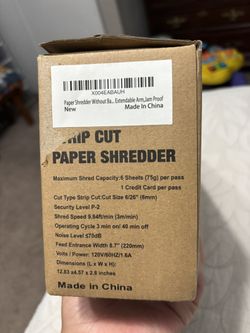 X004EABAUH
Paper Shredder Without Ba... Extendable Arm,Jam Proof
New
Made In China
STRIP CUT
PAPER SHREDDER
Maximum Shred Capacity:6 Sheets (75g) per pass
1 Credit Card per pass
Cut Type Strip Cut:Cut Size 6/26" (6mm)
Security Level P-2
Shred Speed 9.84ft/min (3m/min)
Operating Cycle 3 min on/ 40 min off
Noise Level ≤70dB
Feed Entrance Width 8.7" (220mm)
Volts / Power: 120V/60HZ/1.6A
Dimensions (L x W x H):
12.83 x4.57 x 2.6 inches
Made in China